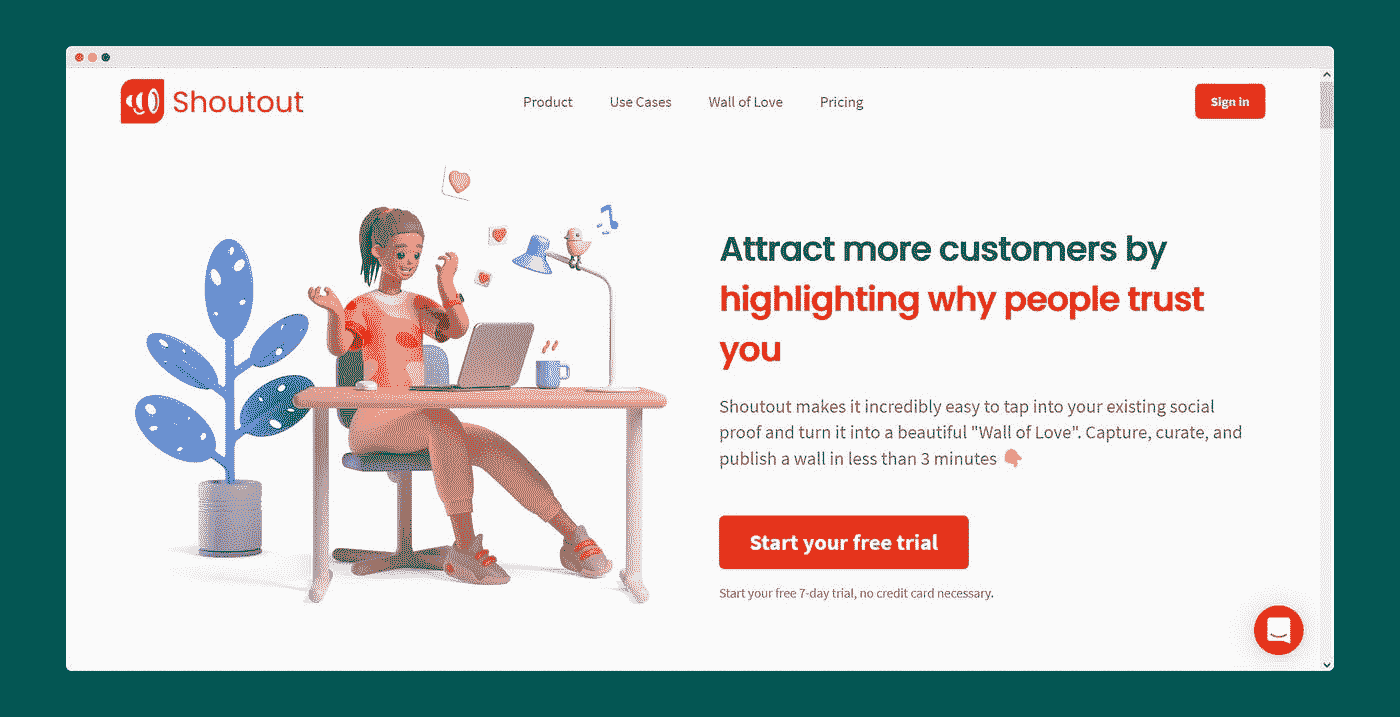 Shoutout
Product
Use Cases
Wall of Love
Pricing
Sign in
Attract more customers by
highlighting why people trust
you
Shoutout makes it incredibly easy to tap into your existing social
proof and turn it into a beautiful "Wall of Love". Capture, curate, and
publish a wall in less than 3 minutes 👇
Start your free trial
Start your free 7-day trial, no credit card necessary.